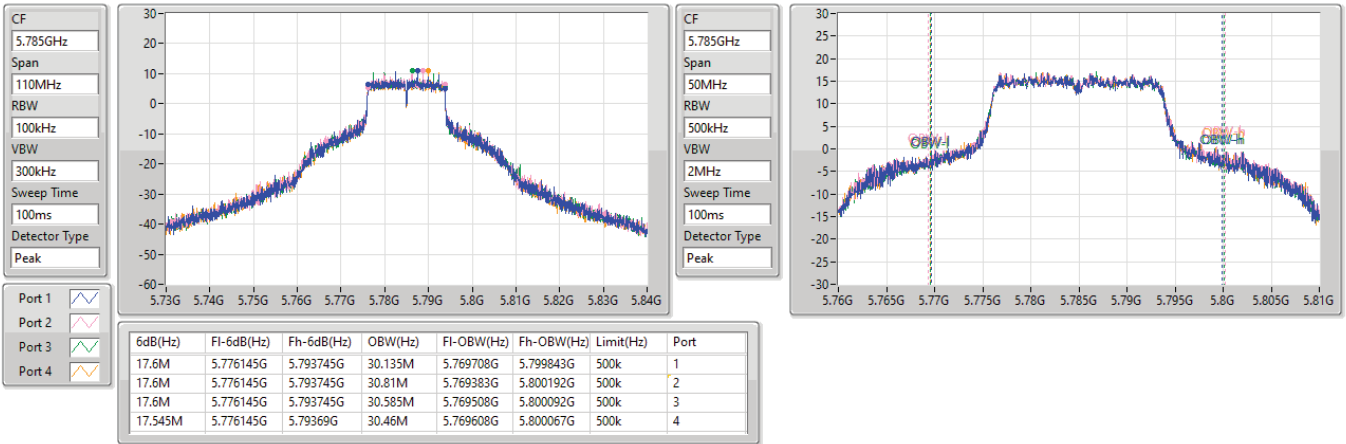 CF
5.785GHz
Span
110MHz
RBW
100kHz
VBW
300kHz
Sweep Time
100ms
Detector Type
Peak
30
20
10
0
-10
-20
-30
-40
-50
-60
5.73G 5.74G 5.75G 5.76G 5.77G 5.78G 5.79G 5.8G 5.81G 5.82G 5.83G 5.84G
CF
5.785GHz
Span
50MHz
RBW
500kHz
VBW
2MHz
Sweep Time
100ms
Detector Type
Peak
30
25
20
15
10
5
0
-5
-10
-15
-20
-25
-30
OBW-l
OBW-h
5.76G 5.765G 5.77G 5.775G 5.78G 5.785G 5.79G 5.795G 5.8G 5.805G 5.81G
Port 1
Port 2
Port 3
Port 4
6dB(Hz) Fl-6dB(Hz) Fh-6dB(Hz) OBW(Hz) Fl-OBW(Hz) Fh-OBW(Hz) Limit(Hz) Port
17.6M 5.776145G 5.793745G 30.135M 5.769708G 5.799843G 500k 1
17.6M 5.776145G 5.793745G 30.81M 5.769383G 5.800192G 500k 2
17.6M 5.776145G 5.793745G 30.585M 5.769508G 5.800092G 500k 3
17.545M 5.776145G 5.79369G 30.46M 5.769608G 5.800067G 500k 4